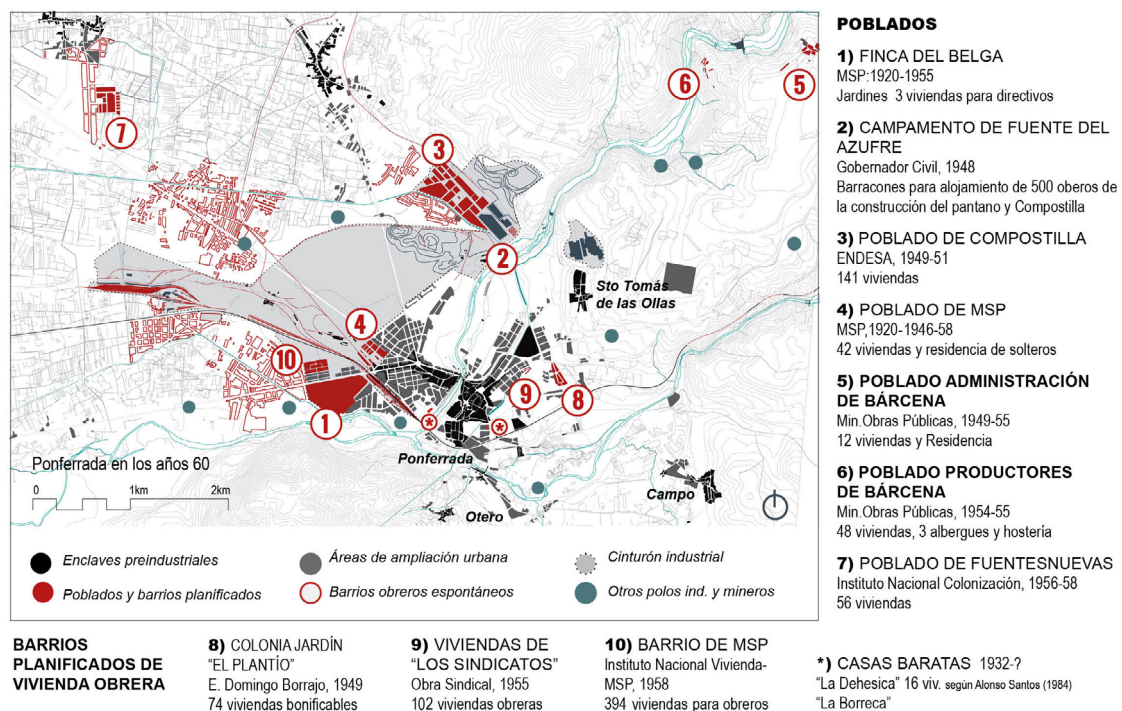 7
3
6
5
2
Sto Tomás
de las Ollas
4
10
9
8
1
*
*
Ponferrada
Campo
Otero
Ponferrada en los años 60
0
1km
2km
Enclaves preindustriales
Áreas de ampliación urbana
Cinturón industrial
Poblados y barrios planificados
Barrios obreros espontáneos
Otros polos ind. y mineros
POBLADOS
1) FINCA DEL BELGA
MSP:1920-1955
Jardines 3 viviendas para directivos
2) CAMPAMENTO DE FUENTE DEL
AZUFRE
Gobernador Civil, 1948
Barracones para alojamiento de 500 oberos de
la construcción del pantano y Compostilla
3) POBLADO DE COMPOSTILLA
ENDESA, 1949-51
141 viviendas
4) POBLADO DE MSP
MSP,1920-1946-58
42 viviendas y residencia de solteros
5) POBLADO ADMINISTRACIÓN
DE BÁRCENA
Min.Obras Públicas, 1949-55
12 viviendas y Residencia
6) POBLADO PRODUCTORES
DE BÁRCENA
Min.Obras Públicas, 1954-55
48 viviendas, 3 albergues y hostería
7) POBLADO DE FUENTESNUEVAS
Instituto Nacional Colonización, 1956-58
56 viviendas
BARRIOS
PLANIFICADOS DE
VIVIENDA OBRERA
8) COLONIA JARDÍN
"EL PLANTÍO"
E. Domingo Borrajo, 1949
74 viviendas bonificables
9) VIVIENDAS DE
"LOS SINDICATOS"
Obra Sindical, 1955
102 viviendas obreras
10) BARRIO DE MSP
Instituto Nacional Vivienda-
MSP, 1958
394 viviendas para obreros
*) CASAS BARATAS 1932-?
"La Dehesica" 16 viv. según Alonso Santos (1984)
"La Borreca"